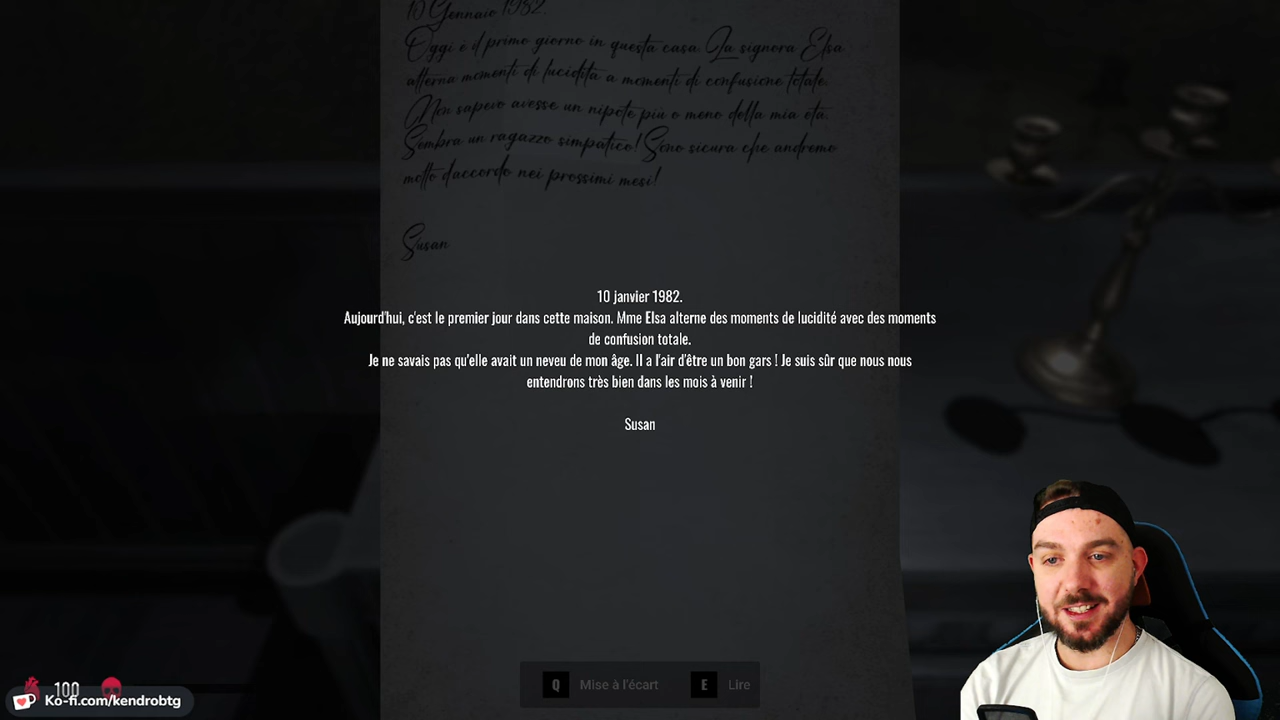 10 Gennaio 1982.
Oggi è il primo giorno in questa casa. La signora Elsa
alterna momenti di lucidità a momenti di confusione totale.
Non sapevo avesse un nipote più o meno della mia età.
Sembra un ragazzo simpatico! Sono sicura che andremo
molto d'accordo nei prossimi mesi!
Susan
10 janvier 1982.
Aujourd'hui, c'est le premier jour dans cette maison. Mme Elsa alterne des moments de lucidité avec des moments
de confusion totale.
Je ne savais pas qu'elle avait un neveu de mon âge. Il a l'air d'être un bon gars ! Je suis sûr que nous nous
entendrons très bien dans les mois à venir !
Susan
Q Mise à l'écart E Lire
100
Ko-fi.com/kendrobtg